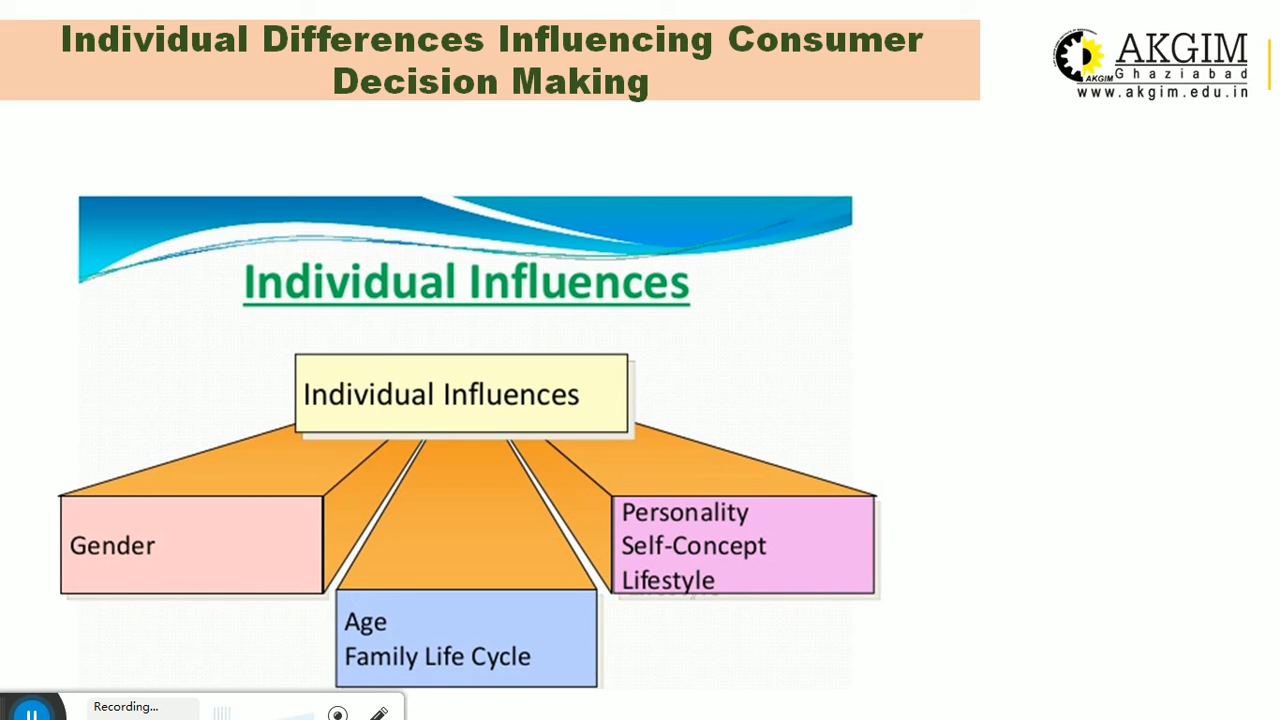 Individual Differences Influencing Consumer
Decision Making
AKGIM
AKGIM
Ghaziabad
www.akgim.edu.in
Individual Influences
Individual Influences
Gender
Personality
Self-Concept
Lifestyle
Age
Family Life Cycle
Recording...